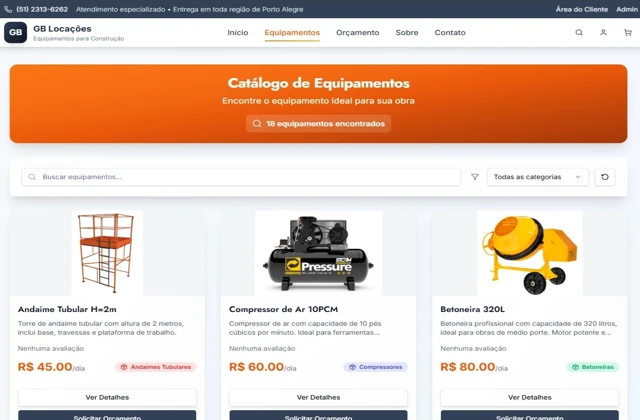 (51) 2313-6262 Atendimento especializado • Entrega em toda região de Porto Alegre Área do Cliente Admin
GB GB Locações
Equipamentos para Construção
Início Equipamentos Orçamento Sobre Contato
Catálogo de Equipamentos
Encontre o equipamento ideal para sua obra
18 equipamentos encontrados
Buscar equipamentos...
Todas as categorias
Pressure
Andaime Tubular H=2m
Torre de andaime tubular com altura de 2 metros,
inclui base, travessas e plataforma de trabalho.
Nenhuma avaliação
R$ 45.00/dia
Andaimes Tubulares
Ver Detalhes
Solicitar Orçamento
Compressor de Ar 10PCM
Compressor de ar com capacidade de 10 pés
cúbicos por minuto. Ideal para ferramentas...
Nenhuma avaliação
R$ 60.00/dia
Compressores
Ver Detalhes
Solicitar Orçamento
Betoneira 320L
Betoneira profissional com capacidade de 320 litros,
ideal para obras de médio porte. Motor potente e...
Nenhuma avaliação
R$ 80.00/dia
Betoneiras
Ver Detalhes
Solicitar Orçamento